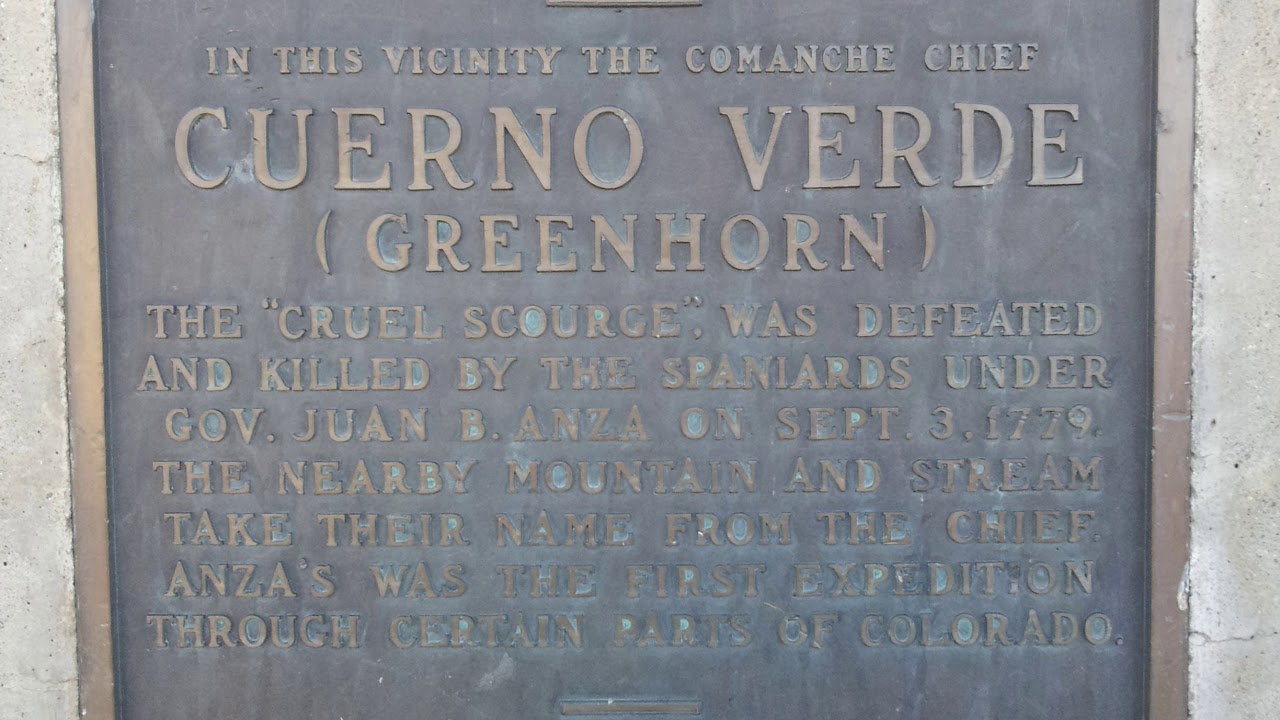 IN THIS VICINITY THE COMANCHE CHIEF
CUERNO VERDE
(GREENHORN)
THE "CRUEL SCOURGE", WAS DEFEATED
AND KILLED BY THE SPANIARDS UNDER
GOV. JUAN B. ANZA ON SEPT. 3, 1779.
THE NEARBY MOUNTAIN AND STREAM
TAKE THEIR NAME FROM THE CHIEF.
ANZA'S WAS THE FIRST EXPEDITION
THROUGH CERTAIN PARTS OF COLORADO.